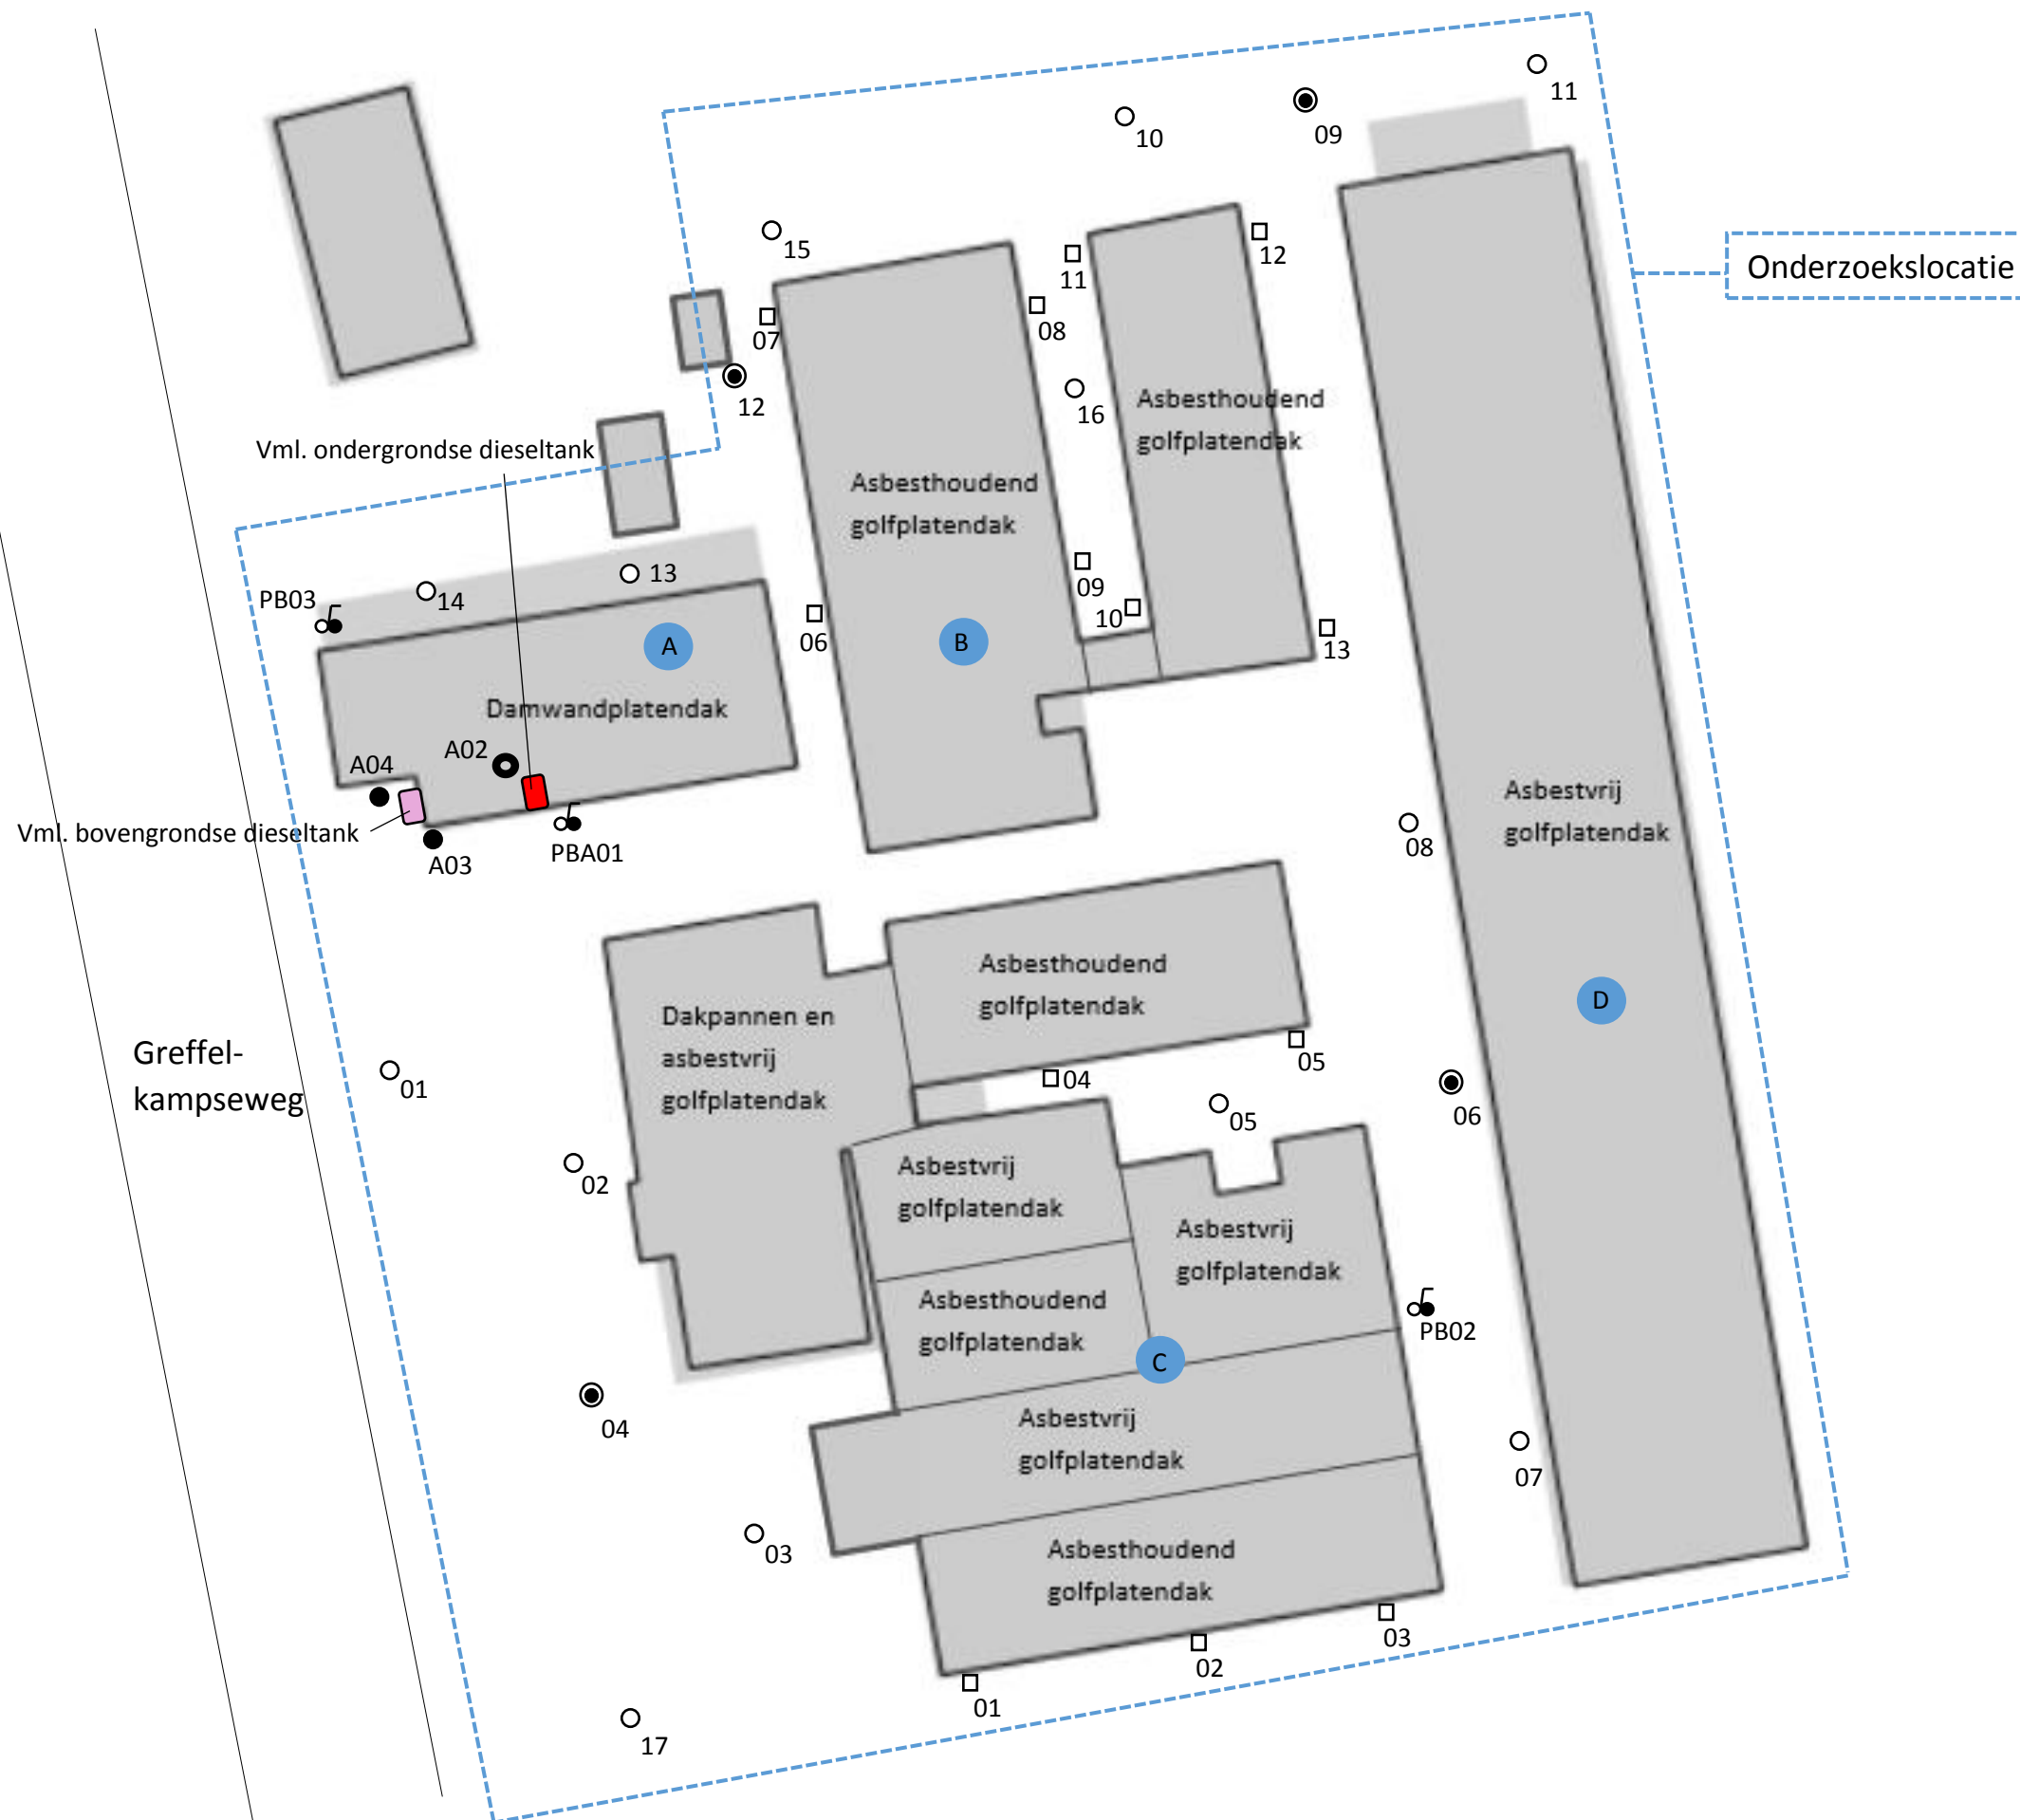 11
09
10
15
12
11
Onderzoekslocatie
07
08
12
16
Asbesthoudend
golfplatendak
Vml. ondergrondse dieseltank
Asbesthoudend
golfplatendak
13
09
14
PB03
10
06
A
B
13
Damwandplatendak
A02
A04
Asbestvrij
golfplatendak
Vml. bovengrondse dieseltank
08
PBA01
A03
Asbesthoudend
golfplatendak
D
Dakpannen en
asbestvrij
golfplatendak
Greffel-
kampseweg
05
04
01
05
06
Asbestvrij
golfplatendak
02
Asbestvrij
golfplatendak
Asbesthoudend
golfplatendak
PB02
C
Asbestvrij
golfplatendak
04
07
03
Asbesthoudend
golfplatendak
03
02
01
17